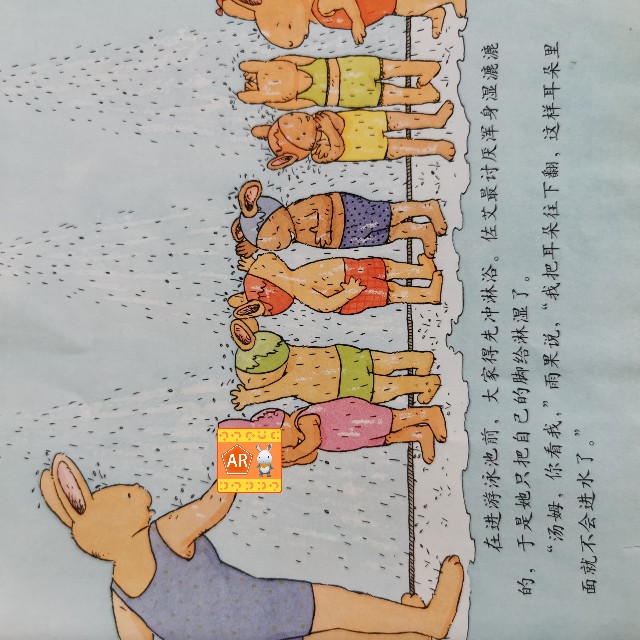 在进游泳池前，大家得先冲淋浴。佐艾最讨厌浑身湿漉漉
的，于是她只把自己的脚给淋湿了。
“汤姆，你看我，”雨果说，“我把耳朵往下翻，这样耳朵里
面就不会进水了。”
AR